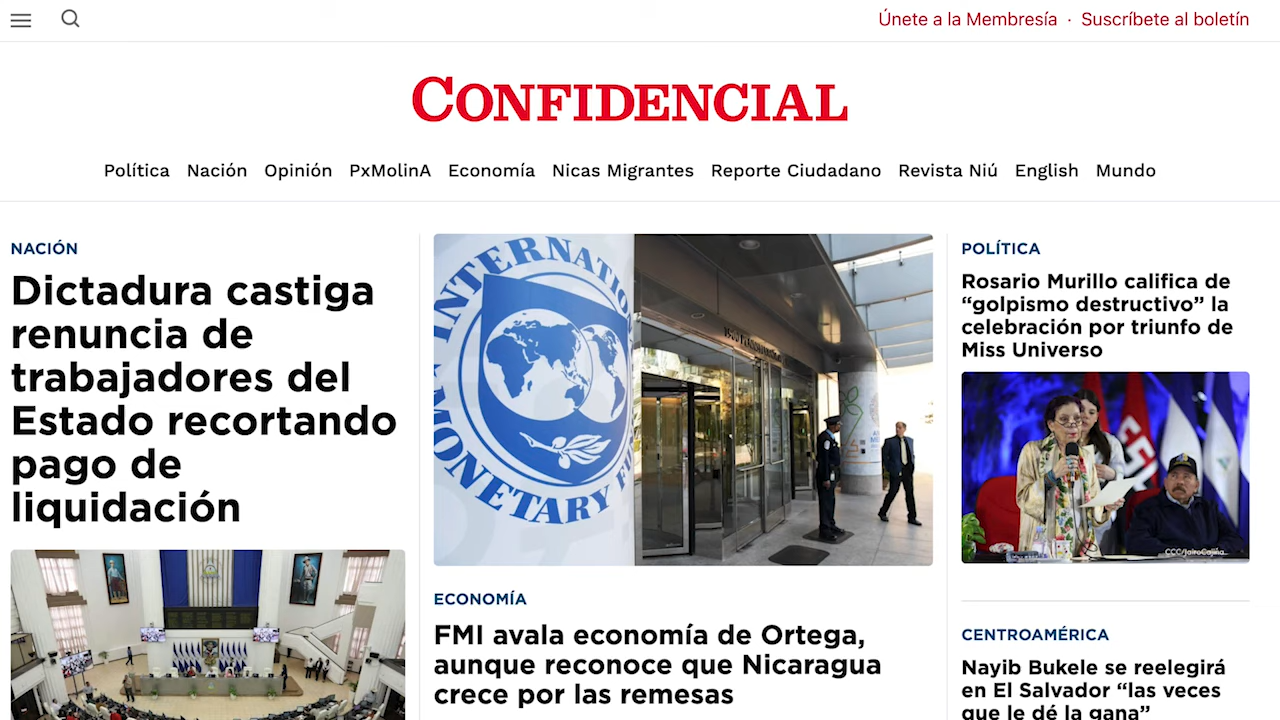 Únete a la Membresía · Suscríbete al boletín
CONFIDENCIAL
Política Nación Opinión PxMolinA Economía Nicas Migrantes Reporte Ciudadano Revista Niú English Mundo
NACIÓN
Dictadura castiga
renuncia de
trabajadores del
Estado recortando
pago de
liquidación
INTERNATIO
MONETARY FU
ECONOMÍA
FMI avala economía de Ortega,
aunque reconoce que Nicaragua
crece por las remesas
POLÍTICA
Rosario Murillo califica de
“golpismo destructivo” la
celebración por triunfo de
Miss Universo
CCC/JairoCajina
CENTROAMÉRICA
Nayib Bukele se reelegirá
en El Salvador “las veces
que le dé la gana”